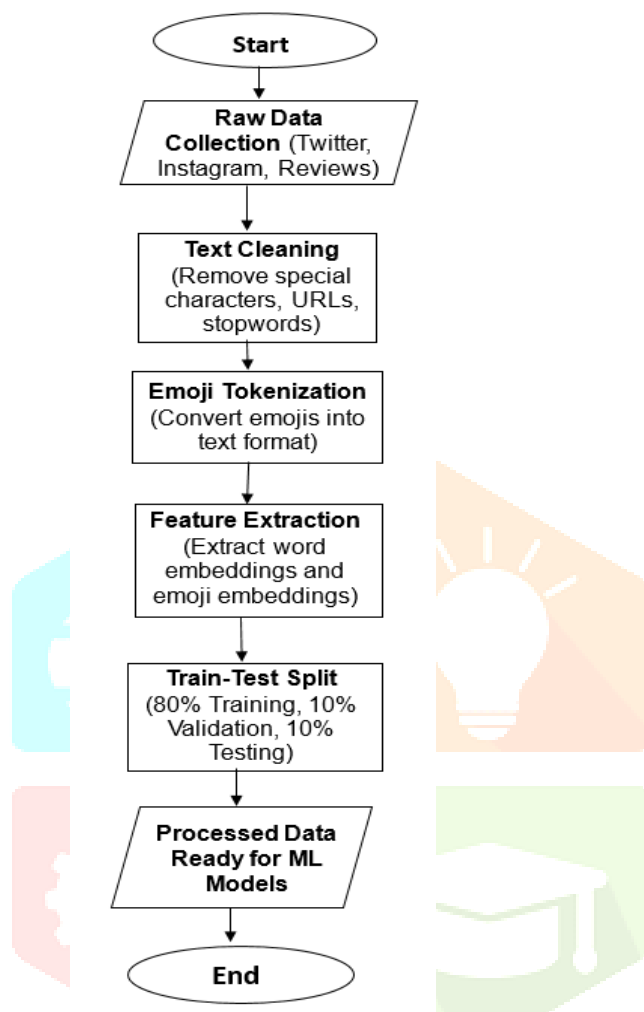 Start
Raw Data
Collection (Twitter,
Instagram, Reviews)
Text Cleaning
(Remove special
characters, URLs,
stopwords)
Emoji Tokenization
(Convert emojis into
text format)
Feature Extraction
(Extract word
embeddings and
emoji embeddings)
Train-Test Split
(80% Training, 10%
Validation, 10%
Testing)
Processed Data
Ready for ML
Models
End